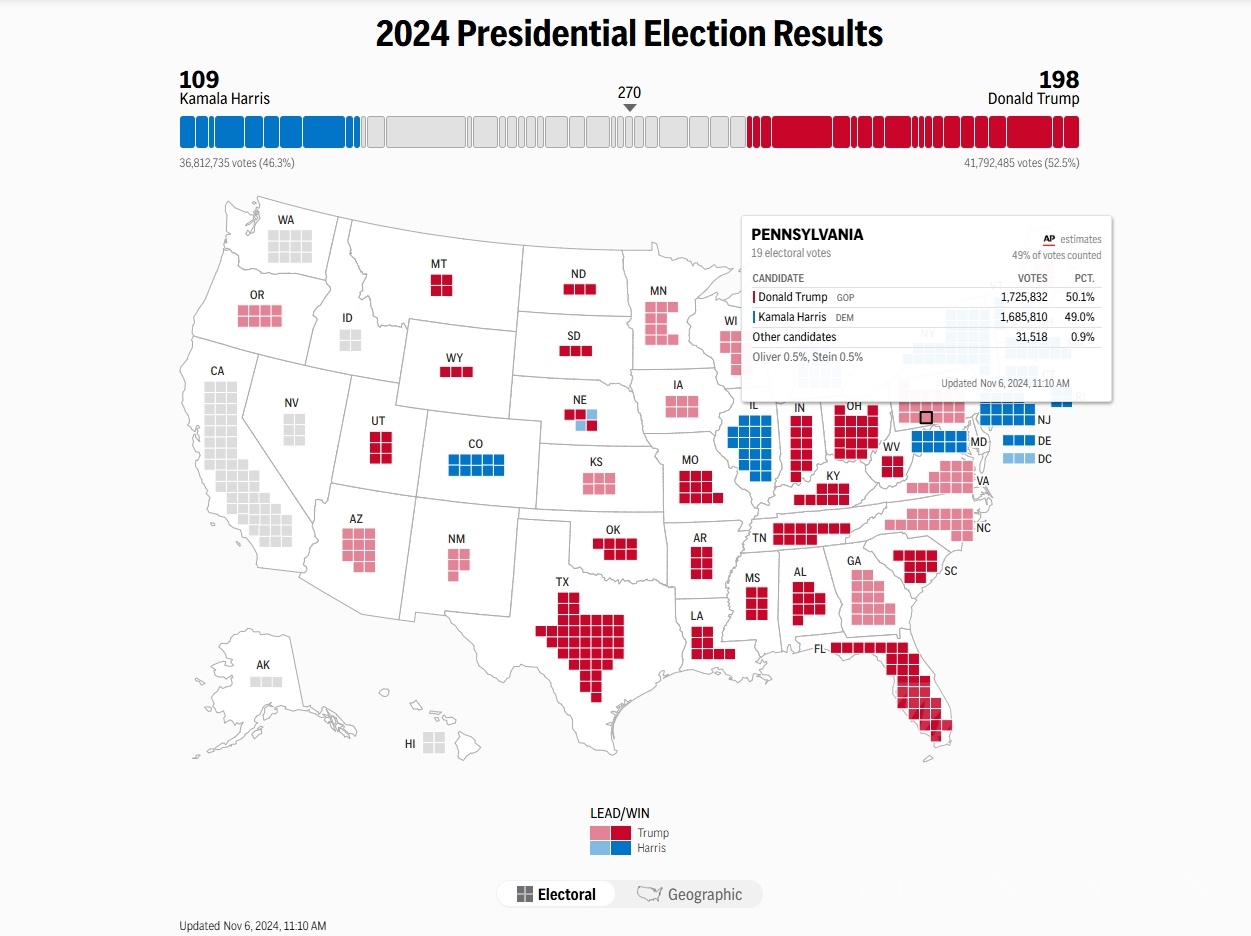 2024 Presidential Election Results
109
198
Kamala Harris
270
Donald Trump
36,812,735 votes (46.3%)
41,792,485 votes (52.5%)
WA
PENNSYLVANIA
AP estimates
19 electoral votes
49% of votes counted
CANDIDATE VOTES PCT.
Donald Trump GOP 1,725,832 50.1%
Kamala Harris DEM 1,685,810 49.0%
Other candidates 31,518 0.9%
Oliver 0.5%, Stein 0.5%
Updated Nov 6, 2024, 11:10 AM
MT
ND
MN
OR
ID
SD
WI
NY
WY
CA
IA
NV
NE
IL
IN
OH
NJ
UT
CO
MD
DE
WV
DC
KS
MO
KY
VA
AZ
NM
OK
AR
TN
NC
TX
MS
AL
GA
SC
LA
FL
AK
HI
LEAD/WIN
Trump
Harris
Electoral
Geographic
Updated Nov 6, 2024, 11:10 AM